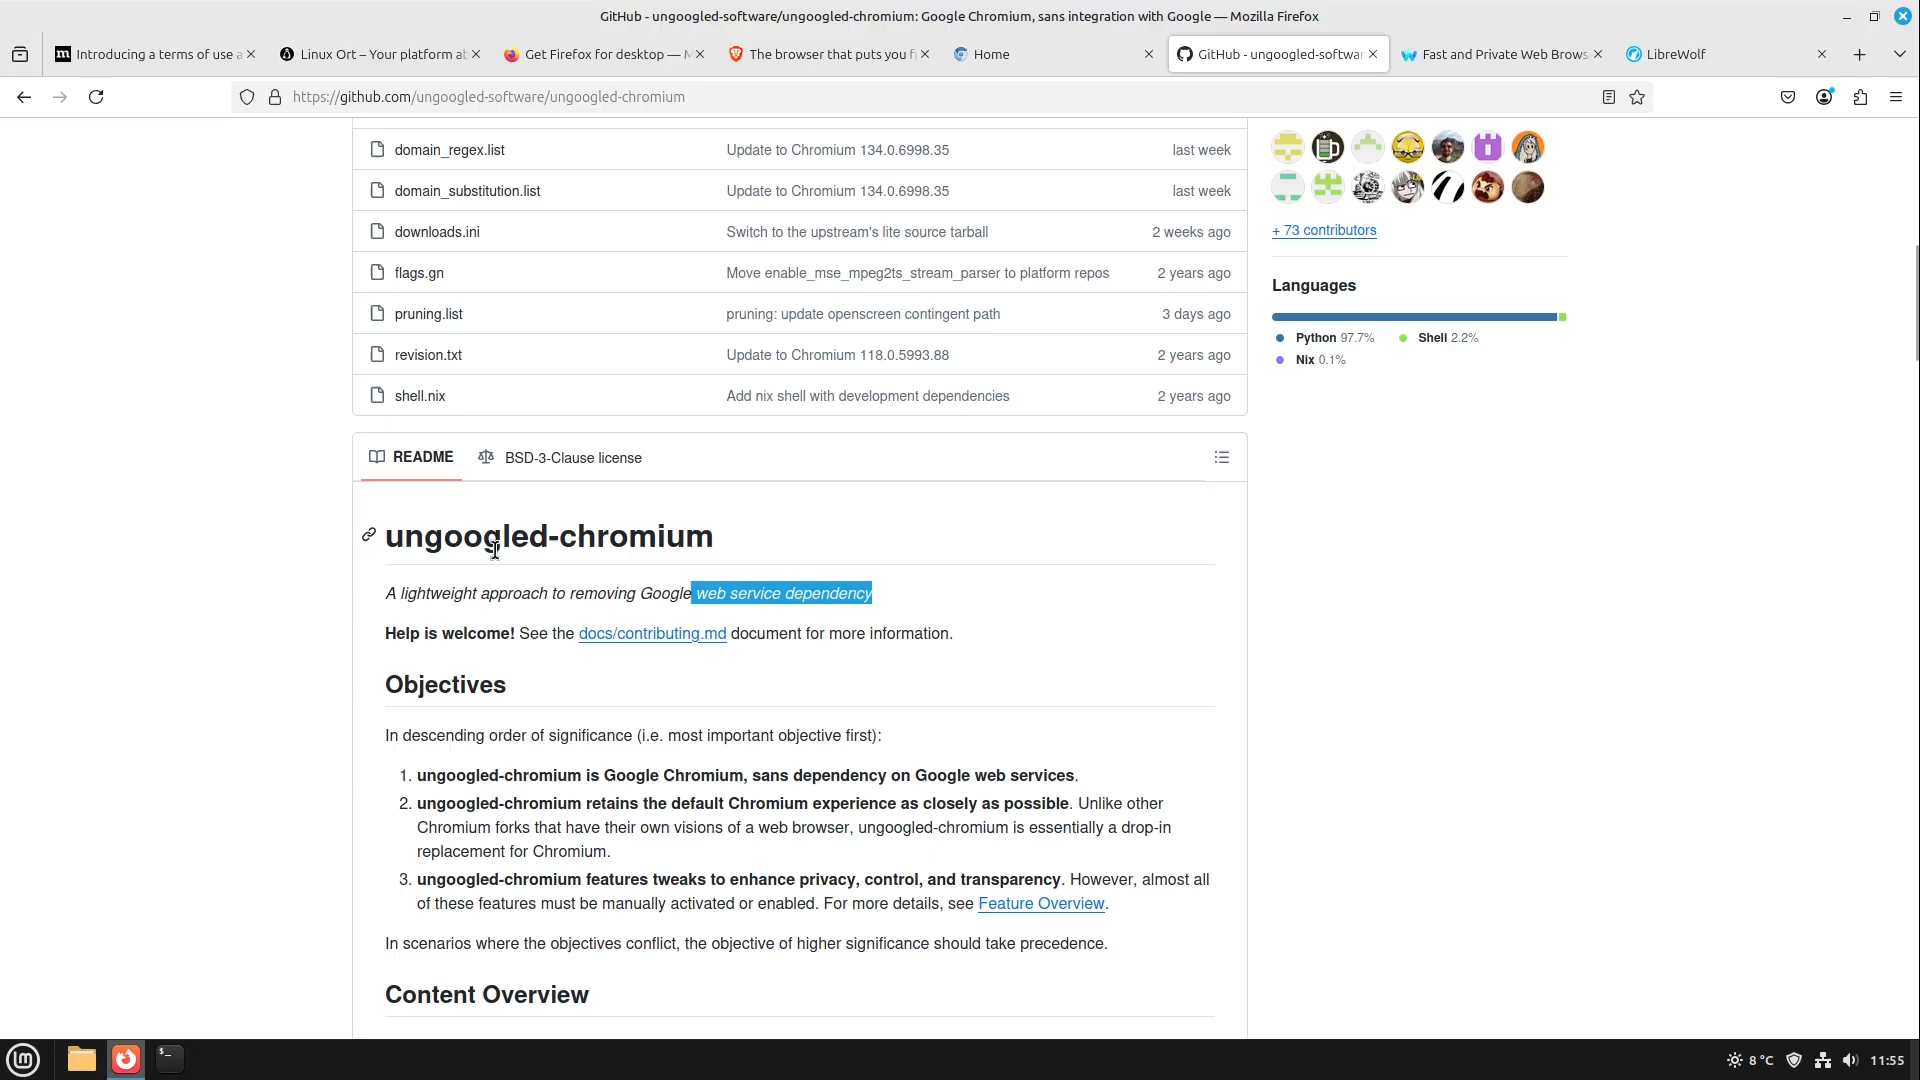 GitHub - ungoogled-software/ungoogled-chromium: Google Chromium, sans integration with Google — Mozilla Firefox
Introducing a terms of use a
Linux Ort – Your platform ab
Get Firefox for desktop — M
The browser that puts you f
Home
GitHub - ungoogled-softwar
Fast and Private Web Brows
LibreWolf
https://github.com/ungoogled-software/ungoogled-chromium
domain_regex.list Update to Chromium 134.0.6998.35 last week
domain_substitution.list Update to Chromium 134.0.6998.35 last week
downloads.ini Switch to the upstream's lite source tarball 2 weeks ago
flags.gn Move enable_mse_mpeg2ts_stream_parser to platform repos 2 years ago
pruning.list pruning: update openscreen contingent path 3 days ago
revision.txt Update to Chromium 118.0.5993.88 2 years ago
shell.nix Add nix shell with development dependencies 2 years ago
+ 73 contributors
Languages
Python 97.7% Shell 2.2%
Nix 0.1%
README BSD-3-Clause license
ungoogled-chromium
A lightweight approach to removing Google web service dependency
Help is welcome! See the docs/contributing.md document for more information.
Objectives
In descending order of significance (i.e. most important objective first):
1. ungoogled-chromium is Google Chromium, sans dependency on Google web services.
2. ungoogled-chromium retains the default Chromium experience as closely as possible. Unlike other
Chromium forks that have their own visions of a web browser, ungoogled-chromium is essentially a drop-in
replacement for Chromium.
3. ungoogled-chromium features tweaks to enhance privacy, control, and transparency. However, almost all
of these features must be manually activated or enabled. For more details, see Feature Overview.
In scenarios where the objectives conflict, the objective of higher significance should take precedence.
Content Overview
8 °C 11:55